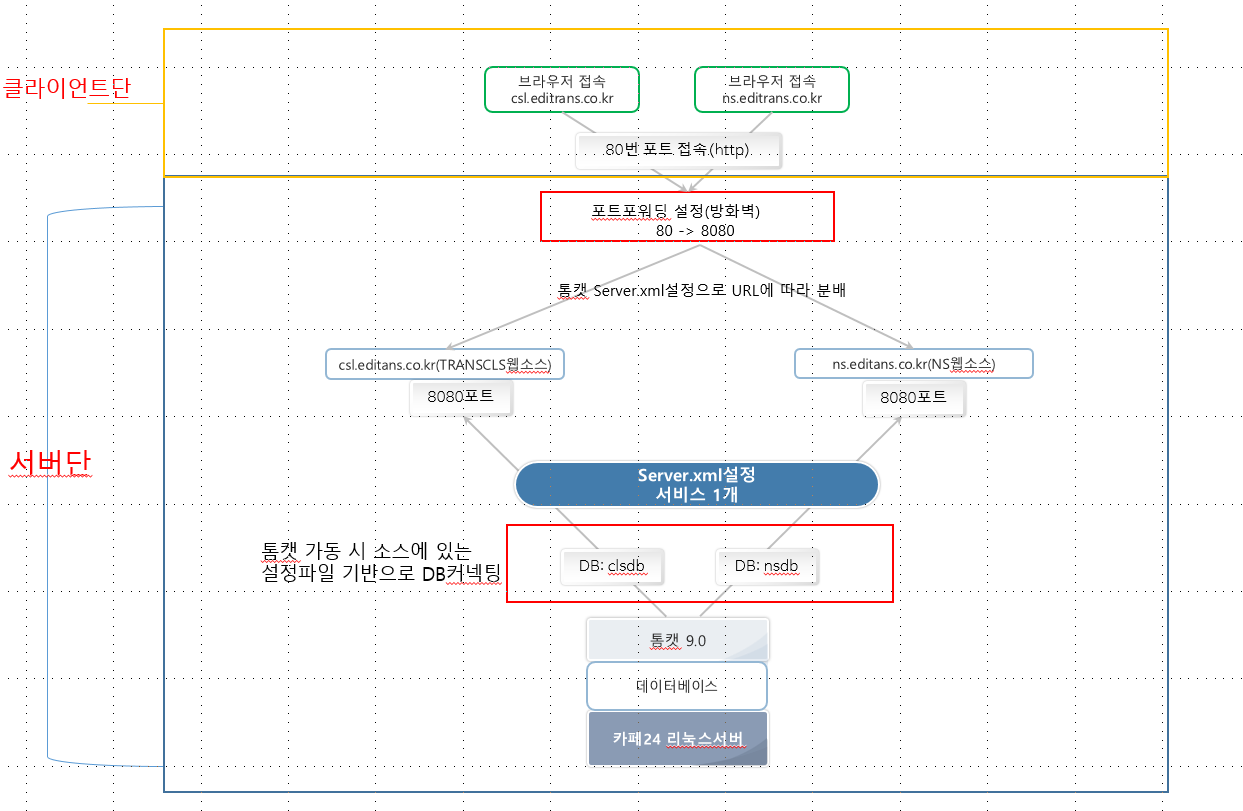 클라이언트단
브라우저 접속
csl.editrans.co.kr
브라우저 접속
ns.editrans.co.kr
80번 포트 접속(http)
포트포워딩 설정(방화벽)
80 -> 8080
톰캣 Server.xml설정으로 URL에 따라 분배
csl.editans.co.kr(TRANSCLS웹소스)
ns.editans.co.kr(NS웹소스)
8080포트
8080포트
서버단
Server.xml설정
서비스 1개
톰캣 가동 시 소스에 있는
설정파일 기반으로 DB커넥팅
DB: clsdb
DB: nsdb
톰캣 9.0
데이터베이스
카페24 리눅스서버